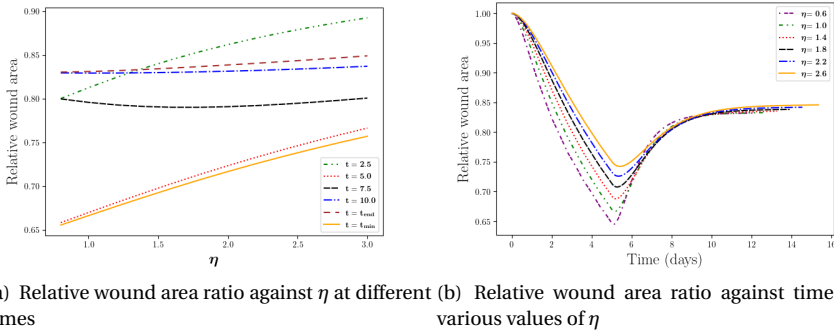 0.90
0.85
0.80
0.75
0.70
0.65
Relative wound area
1.0
1.5
2.0
2.5
3.0
η
t = 2.5
t = 5.0
t = 7.5
t = 10.0
t = t_end
t = t_min
1.00
0.95
0.90
0.85
0.80
0.75
0.70
0.65
Relative wound area
0
2
4
6
8
10
12
14
16
Time (days)
η= 0.6
η= 1.0
η= 1.4
η= 1.8
η= 2.2
η= 2.6
) Relative wound area ratio against η at different
mes
(b) Relative wound area ratio against time
various values of η